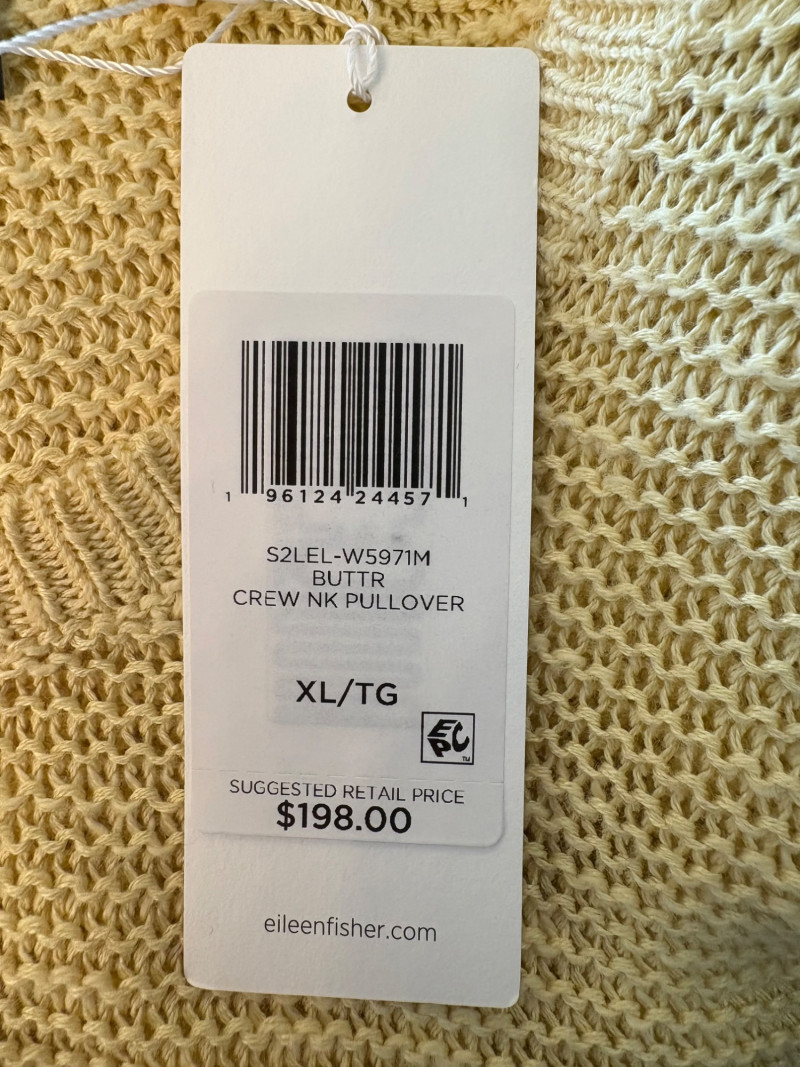 1 96124 24457 1
S2LEL-W5971M
BUTTR
CREW NK PULLOVER
XL/TG
EPC
TM
SUGGESTED RETAIL PRICE
$198.00
eileenfisher.com